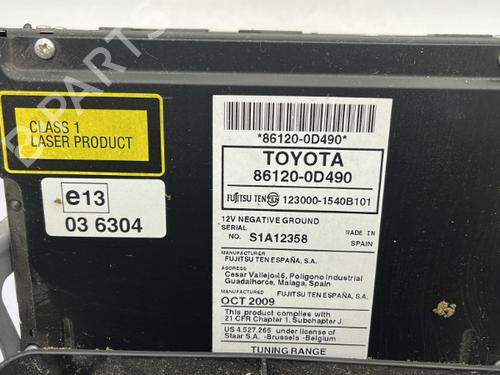 CLASS 1
LASER PRODUCT
e13
03 6304
*86120-0D490*
TOYOTA
86120-0D490
FUJITSU TEN 123000-1540B101
12V NEGATIVE GROUND
SERIAL
NO. S1A12358
MADE IN
SPAIN
MANUFACTURER
FUJITSU TEN ESPAÑA, S.A.
ADDRESS
Cesar Vallejo-16, Poligono Industrial
Guadalhorce, Malaga, Spain
MANUFACTURED FUJITSU TEN ESPAÑA, S.A.
OCT 2009
This product complies with
21 CFR Chapter 1. Subchapter J.
US 4.527.265 under license of
Staar S.A. -Brussels -Belgium
TUNING RANGE
B-PARTS